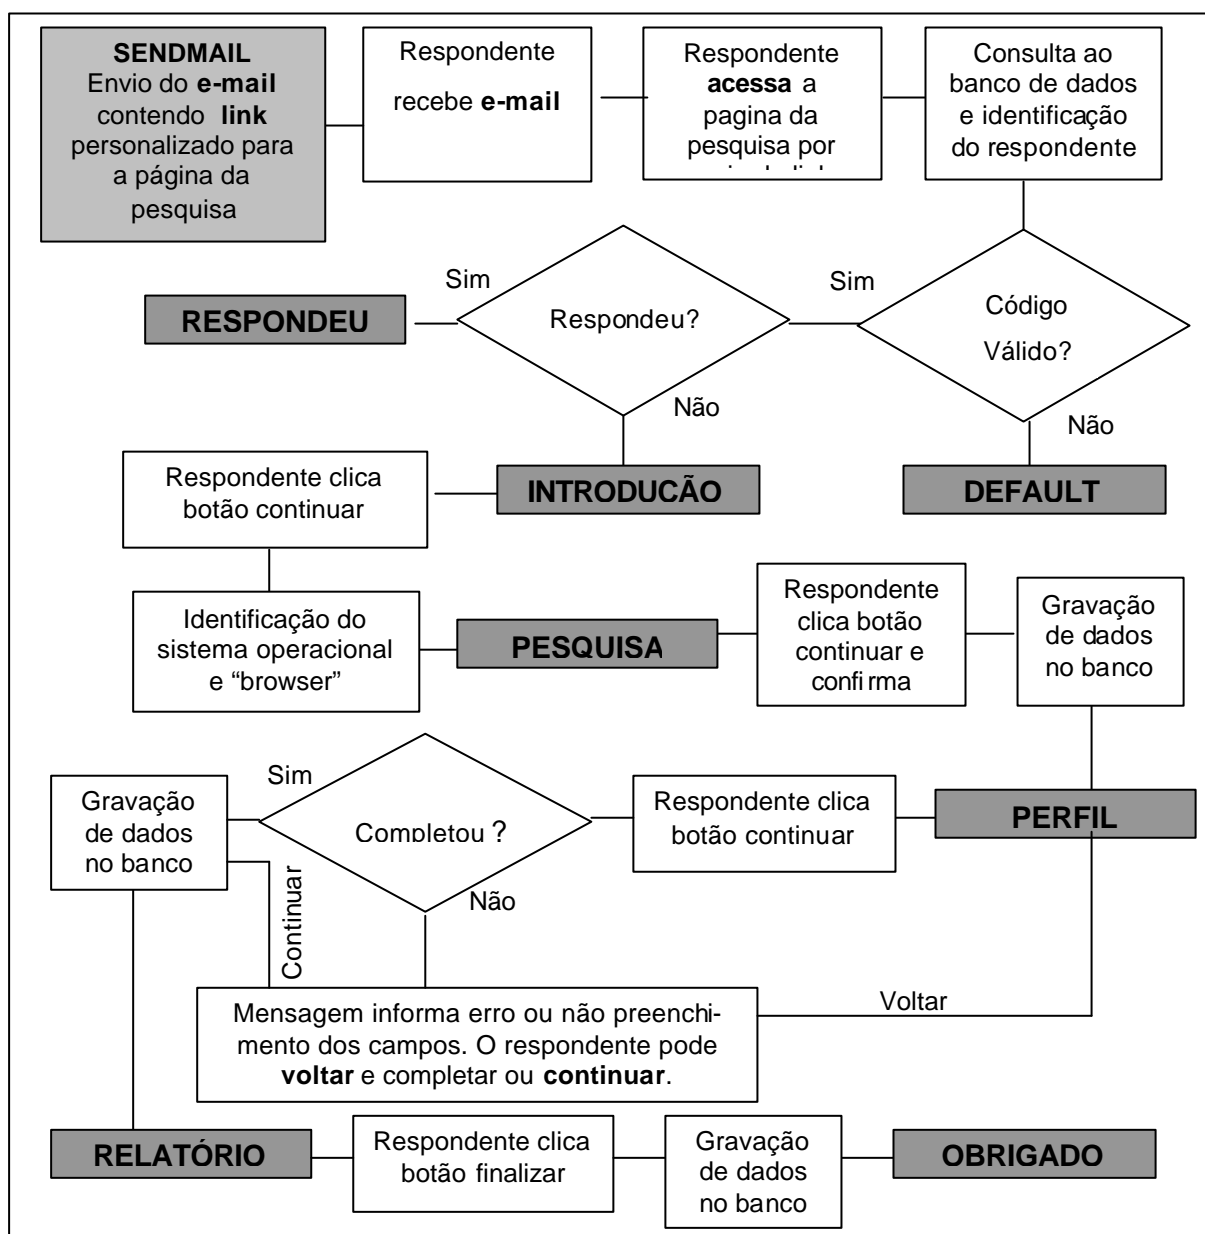 SENDMAIL
Envio do e-mail
contendo link
personalizado para
a página da
pesquisa
Respondente
recebe e-mail
Respondente
acessa a
pagina da
pesquisa por
Consulta ao
banco de dados
e identificação
do respondente
Sim
RESPONDEU
Respondeu?
Sim
Código
Válido?
Não
Não
Respondente clica
botão continuar
INTRODUCÃO
DEFAULT
Identificação do
sistema operacional
e “browser”
PESQUISA
Respondente
clica botão
continuar e
confirma
Gravação
de dados
no banco
Sim
Gravação
de dados
no banco
Completou ?
Respondente clica
botão continuar
PERFIL
Continuar
Não
Voltar
Mensagem informa erro ou não preenchi-
mento dos campos. O respondente pode
voltar e completar ou continuar.
RELATÓRIO
Respondente clica
botão finalizar
Gravação
de dados
no banco
OBRIGADO